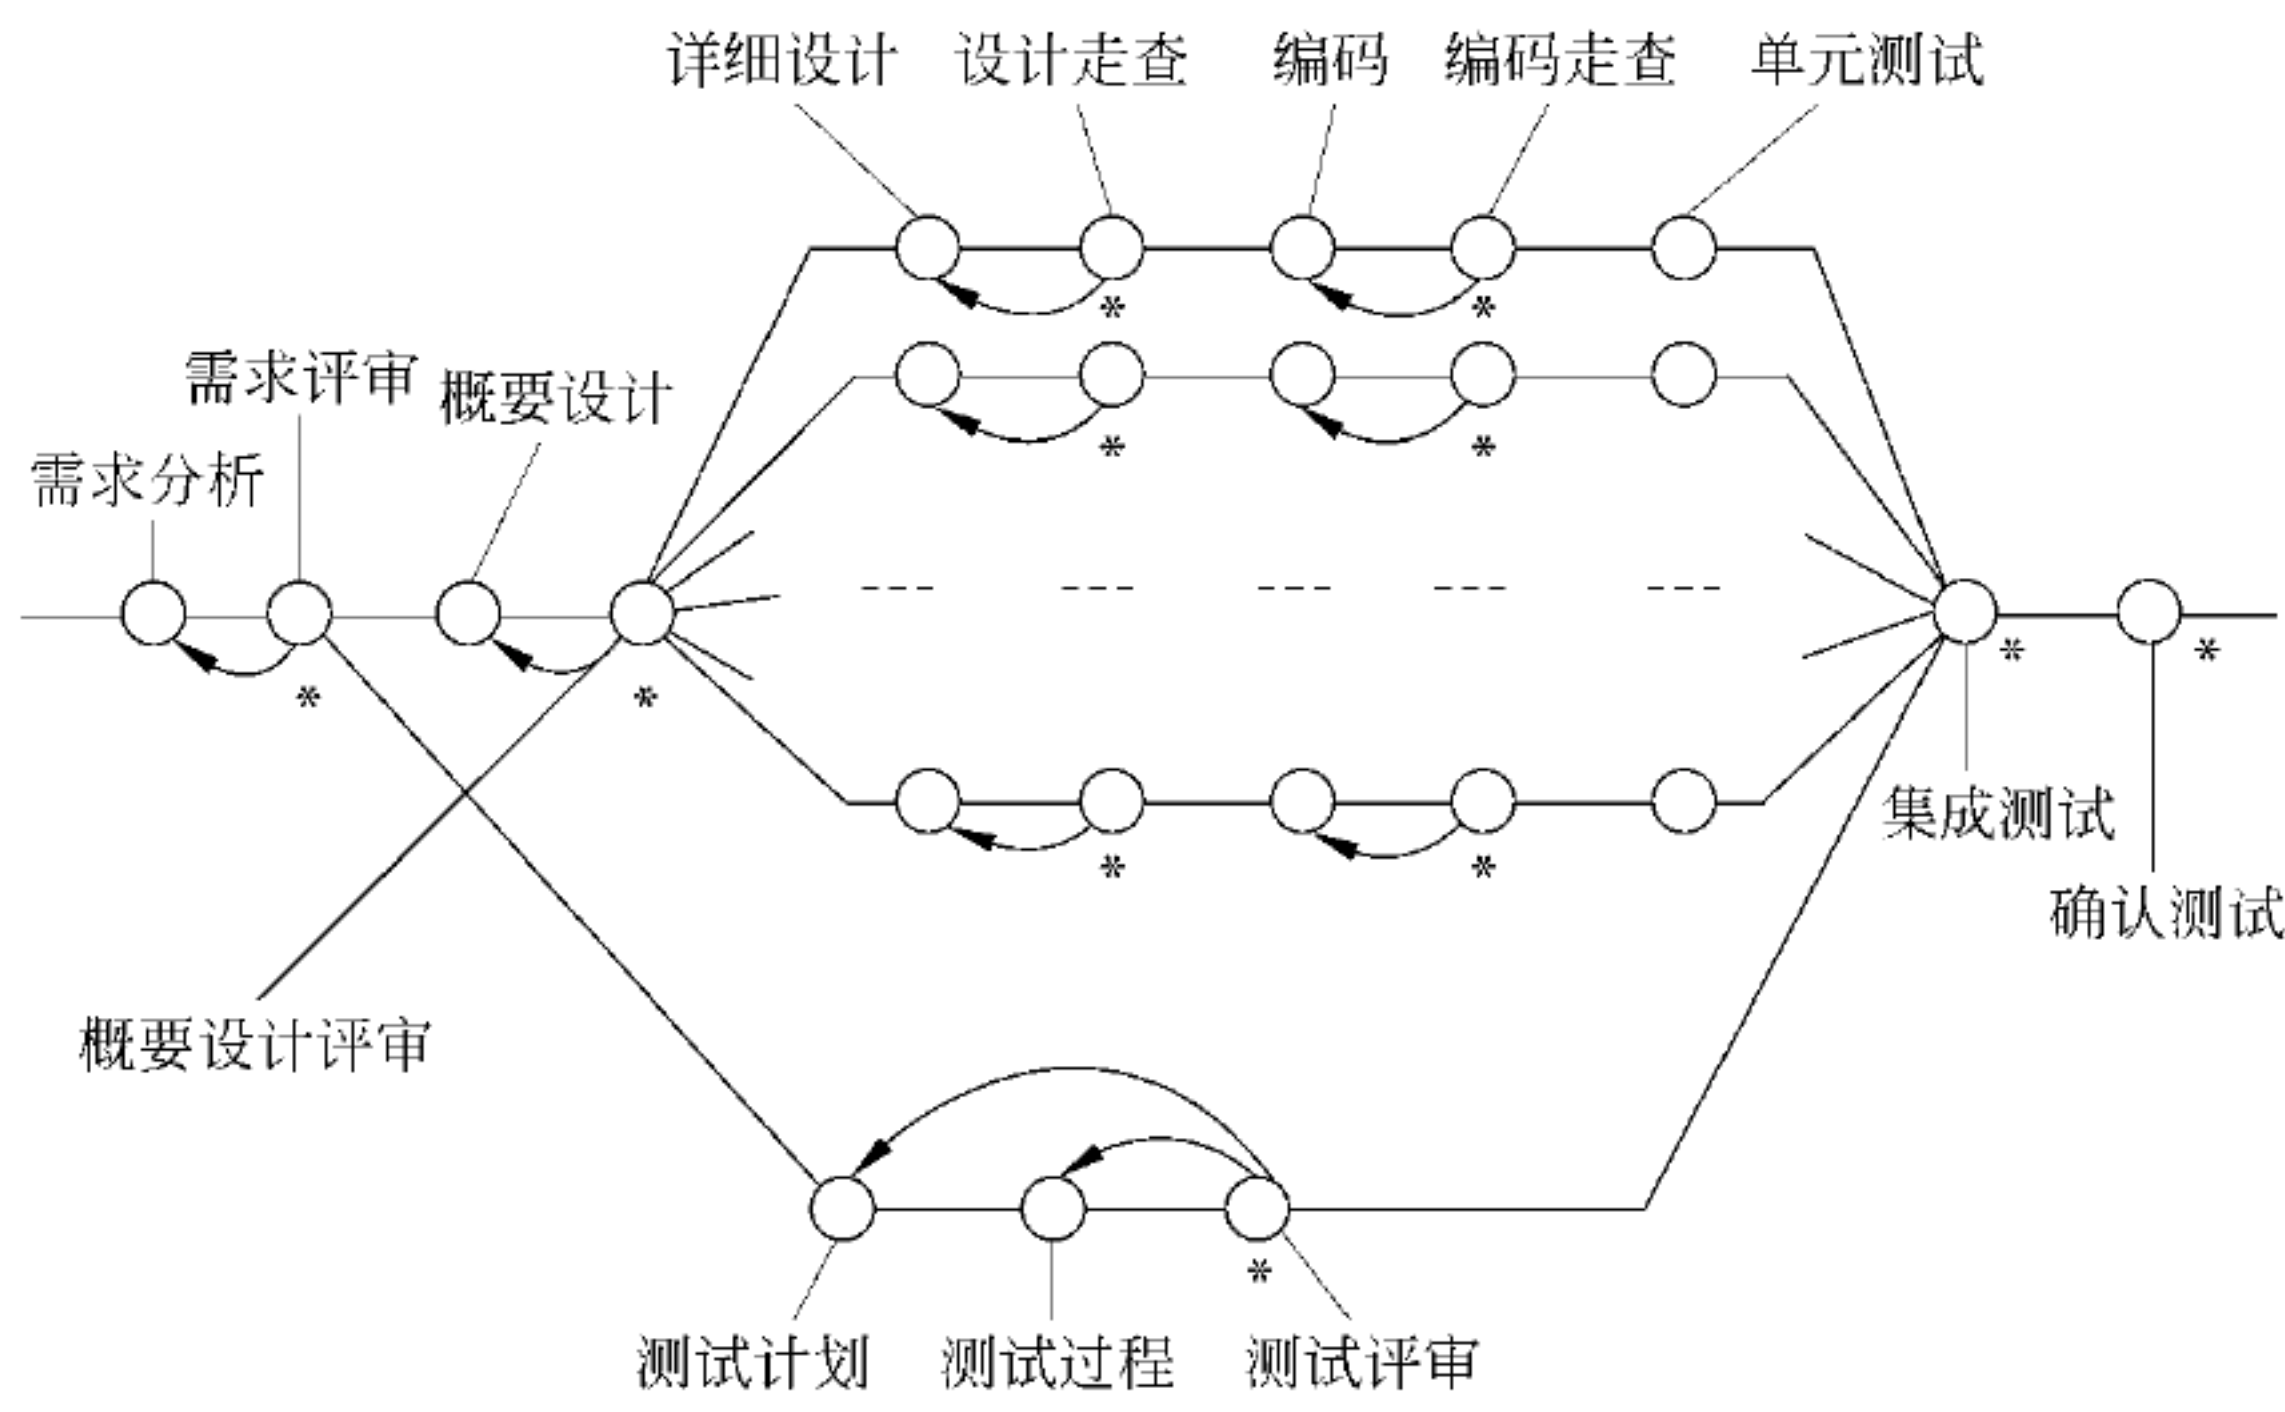 详细设计 设计走查 编码 编码走查 单元测试
* *
需求评审
概要设计
* *
需求分析
* *
* *
集成测试
* *
确认测试
概要设计评审
*
测试计划 测试过程 测试评审